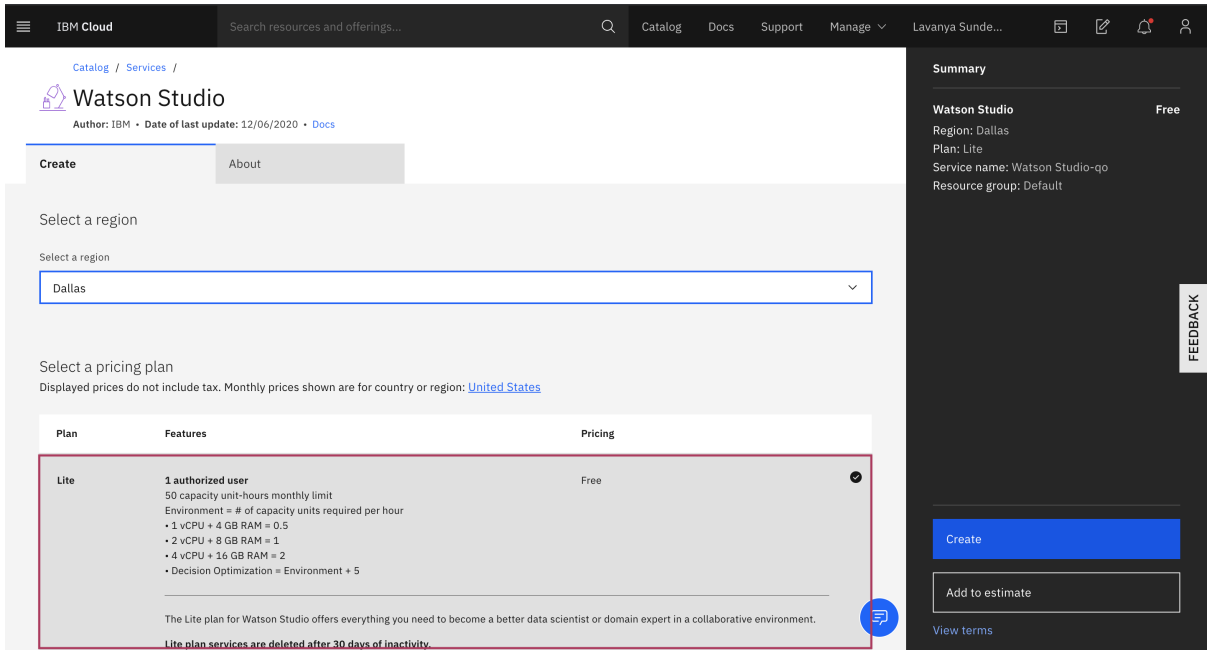 IBM Cloud
Search resources and offerings...
Catalog
Docs
Support
Manage
Lavanya Sunde...
Catalog / Services /
Watson Studio
Author: IBM • Date of last update: 12/06/2020 • Docs
Create
About
Select a region
Select a region
Dallas
Select a pricing plan
Displayed prices do not include tax. Monthly prices shown are for country or region: United States
Plan Features Pricing
Lite
1 authorized user
Free
50 capacity unit-hours monthly limit
Environment = # of capacity units required per hour
• 1 vCPU + 4 GB RAM = 0.5
• 2 vCPU + 8 GB RAM = 1
• 4 vCPU + 16 GB RAM = 2
• Decision Optimization = Environment + 5
The Lite plan for Watson Studio offers everything you need to become a better data scientist or domain expert in a collaborative environment.
Lite plan services are deleted after 30 days of inactivity.
Summary
Watson Studio Free
Region: Dallas
Plan: Lite
Service name: Watson Studio-qo
Resource group: Default
FEEDBACK
Create
Add to estimate
View terms